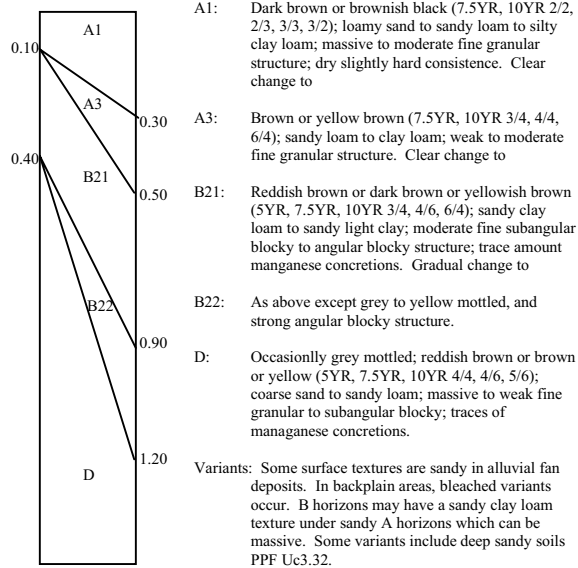 A1
0.10
A3
0.30
0.40
B21
0.50
B22
0.90
1.20
D
A1: Dark brown or brownish black (7.5YR, 10YR 2/2,
2/3, 3/3, 3/2); loamy sand to sandy loam to silty
clay loam; massive to moderate fine granular
structure; dry slightly hard consistence. Clear
change to
A3: Brown or yellow brown (7.5YR, 10YR 3/4, 4/4,
6/4); sandy loam to clay loam; weak to moderate
fine granular structure. Clear change to
B21: Reddish brown or dark brown or yellowish brown
(5YR, 7.5YR, 10YR 3/4, 4/6, 6/4); sandy clay
loam to sandy light clay; moderate fine subangular
blocky to angular blocky structure; trace amount
manganese concretions. Gradual change to
B22: As above except grey to yellow mottled, and
strong angular blocky structure.
D: Occasionlly grey mottled; reddish brown or brown
or yellow (5YR, 7.5YR, 10YR 4/4, 4/6, 5/6);
coarse sand to sandy loam; massive to weak fine
granular to subangular blocky; traces of
managanese concretions.
Variants: Some surface textures are sandy in alluvial fan
deposits. In backplain areas, bleached variants
occur. B horizons may have a sandy clay loam
texture under sandy A horizons which can be
massive. Some variants include deep sandy soils
PPF Uc3.32.